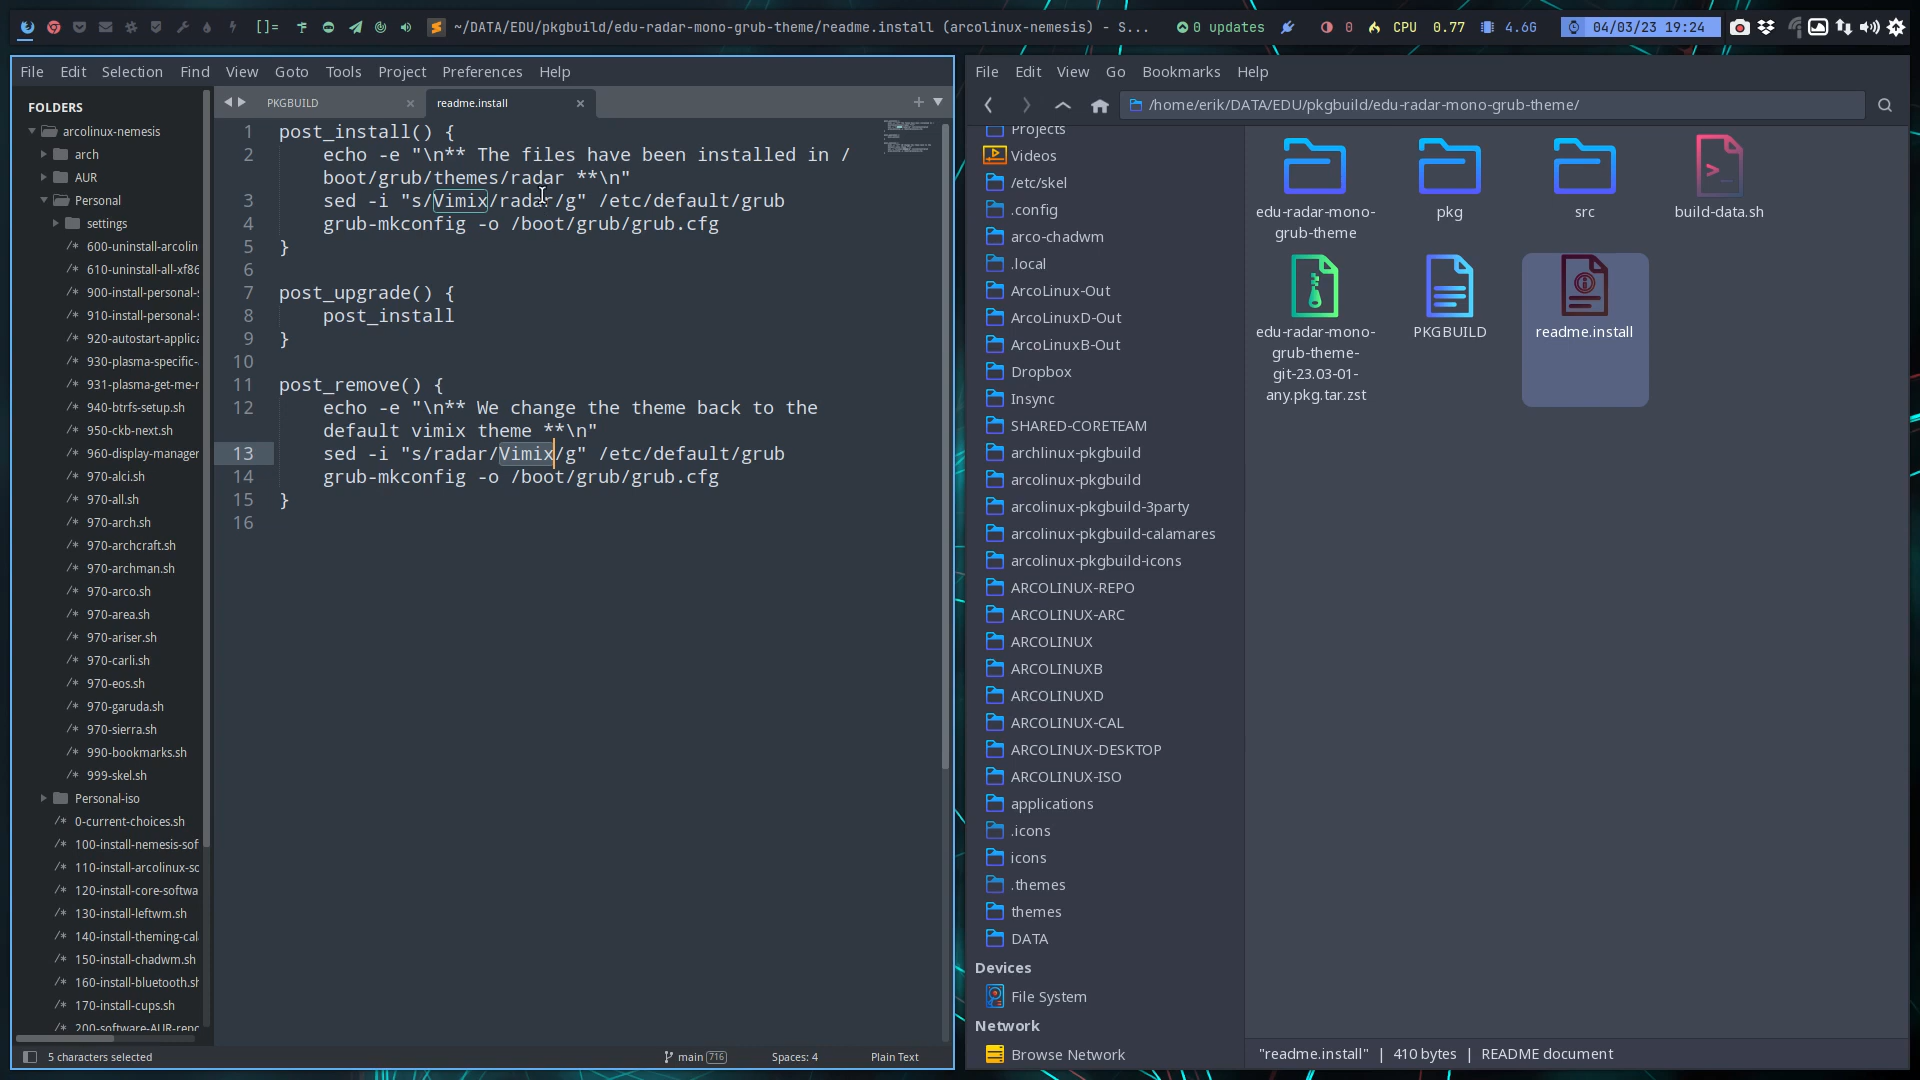 []=
~/DATA/EDU/pkgbuild/edu-radar-mono-grub-theme/readme.install (arcolinux-nemesis) - S...
0 updates
0
CPU 0.77
4.6G
04/03/23 19:24
File Edit Selection Find View Goto Tools Project Preferences Help
FOLDERS
arcolinux-nemesis
arch
AUR
Personal
settings
600-uninstall-arcolin
610-uninstall-all-xf86
900-install-personal-s
910-install-personal-s
920-autostart-applica
930-plasma-specific-
931-plasma-get-me-r
940-btrfs-setup.sh
950-ckb-next.sh
960-display-manager
970-alci.sh
970-all.sh
970-arch.sh
970-archcraft.sh
970-archman.sh
970-arco.sh
970-area.sh
970-ariser.sh
970-carli.sh
970-eos.sh
970-garuda.sh
970-sierra.sh
990-bookmarks.sh
999-skel.sh
Personal-iso
0-current-choices.sh
100-install-nemesis-sof
110-install-arcolinux-sc
120-install-core-softwa
130-install-leftwm.sh
140-install-theming-cal
150-install-chadwm.sh
160-install-bluetooth.sh
170-install-cups.sh
200-software-AUR-repo
PKGBUILD
readme.install
1 post_install() {
2 echo -e "\n** The files have been installed in /
boot/grub/themes/radar **\n"
3 sed -i "s/Vimix/radar/g" /etc/default/grub
4 grub-mkconfig -o /boot/grub/grub.cfg
5 }
6
7 post_upgrade() {
8 post_install
9 }
10
11 post_remove() {
12 echo -e "\n** We change the theme back to the
default vimix theme **\n"
13 sed -i "s/radar/Vimix/g" /etc/default/grub
14 grub-mkconfig -o /boot/grub/grub.cfg
15 }
16
5 characters selected
main 716
Spaces: 4
Plain Text
File Edit View Go Bookmarks Help
/home/erik/DATA/EDU/pkgbuild/edu-radar-mono-grub-theme/
Projects
Videos
/etc/skel
.config
arco-chadwm
.local
ArcoLinux-Out
ArcoLinuxD-Out
ArcoLinuxB-Out
Dropbox
Insync
SHARED-CORETEAM
archlinux-pkgbuild
arcolinux-pkgbuild
arcolinux-pkgbuild-3party
arcolinux-pkgbuild-calamares
arcolinux-pkgbuild-icons
ARCOLINUX-REPO
ARCOLINUX-ARC
ARCOLINUX
ARCOLINUXB
ARCOLINUXD
ARCOLINUX-CAL
ARCOLINUX-DESKTOP
ARCOLINUX-ISO
applications
.icons
icons
.themes
themes
DATA
Devices
File System
Network
Browse Network
edu-radar-mono-
grub-theme
pkg
src
build-data.sh
edu-radar-mono-
grub-theme-
git-23.03-01-
any.pkg.tar.zst
PKGBUILD
readme.install
"readme.install" | 410 bytes | README document